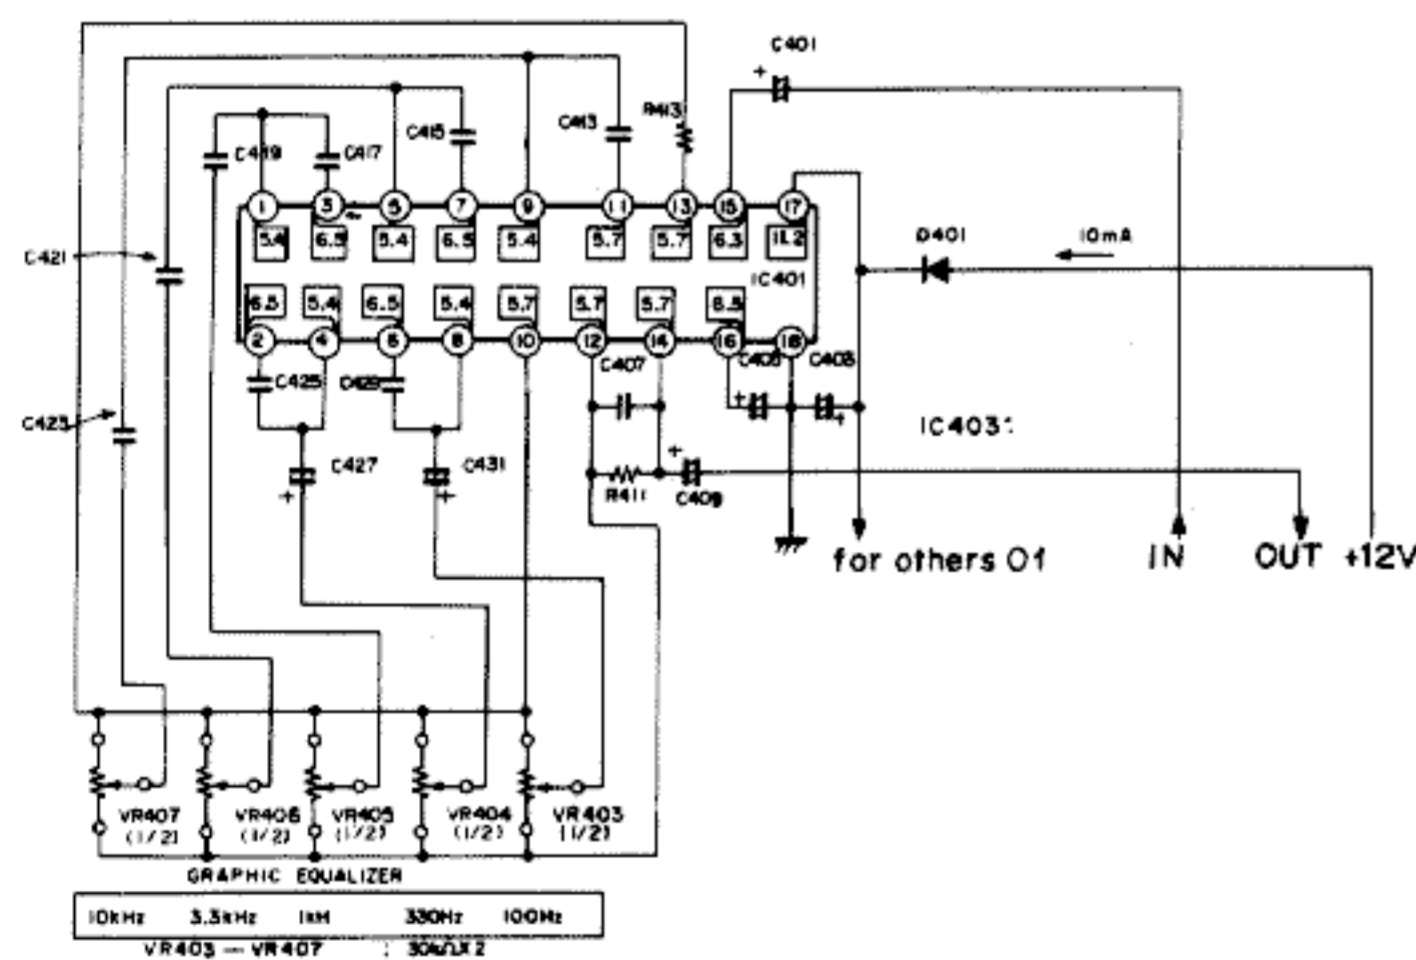 C401
R413
C413
C415
C419
C417
1
3
5
7
9
11
13
15
17
5.4
6.5
5.4
6.5
5.4
5.7
5.7
6.3
11.2
D401
10mA
C421
IC401
6.5
5.4
6.5
5.4
5.7
5.7
5.7
2
4
6
8
10
12
14
16
18
C407
C403
C425
C423
IC403
C427
C431
R411
for others 01
IN
OUT
+12V
VR407
(1/2)
VR406
(1/2)
VR405
(1/2)
VR404
(1/2)
VR403
(1/2)
GRAPHIC EQUALIZER
10kHz 3.3kHz 1kH 330Hz 100Hz
VR403 — VR407 : 30kΩX2